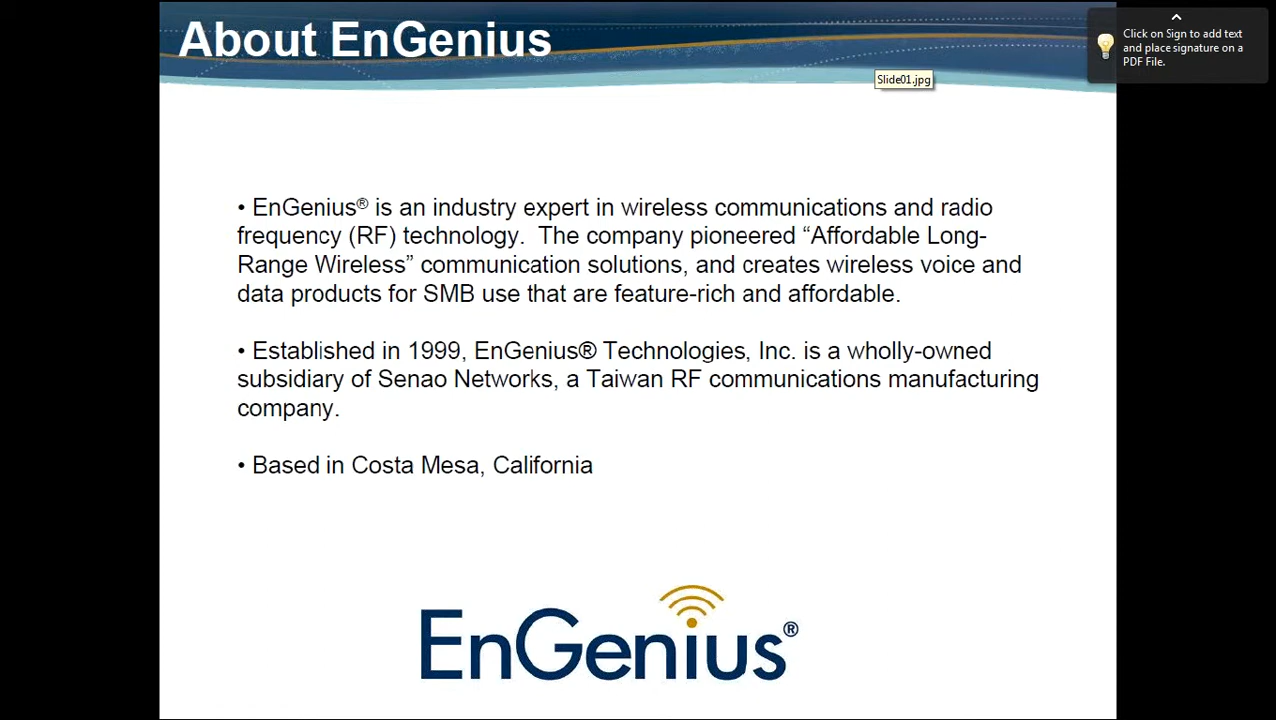 About EnGenius
Click on Sign to add text
and place signature on a
PDF File.
Slide01.jpg
• EnGenius® is an industry expert in wireless communications and radio
frequency (RF) technology.  The company pioneered “Affordable Long-
Range Wireless” communication solutions, and creates wireless voice and
data products for SMB use that are feature-rich and affordable.
• Established in 1999, EnGenius® Technologies, Inc. is a wholly-owned
subsidiary of Senao Networks, a Taiwan RF communications manufacturing
company.
• Based in Costa Mesa, California
EnGenius®